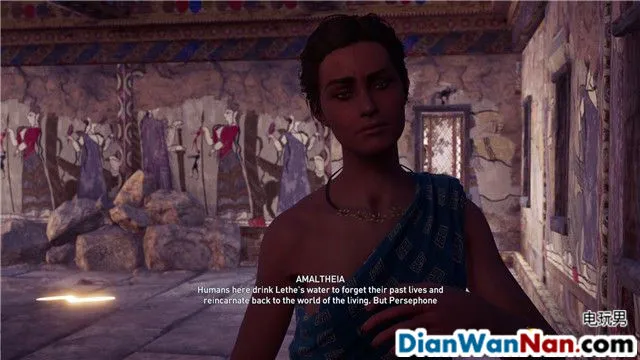 AMALTHEIA
Humans here drink Lethe's water to forget their past lives and
reincarnate back to the world of the living. But Persephone
电玩男
DianWanNan.com